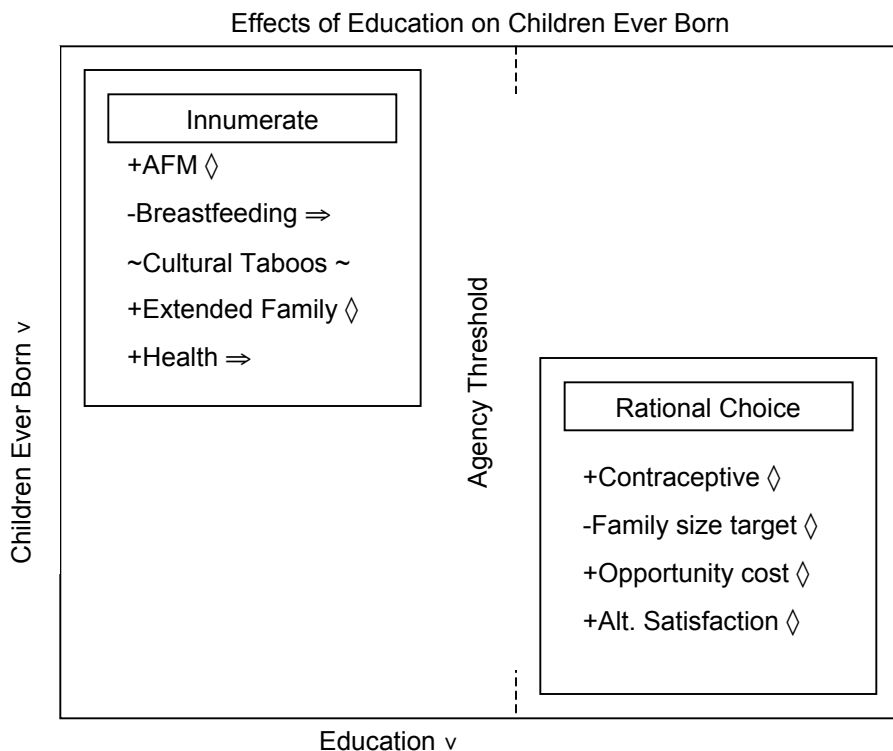 Effects of Education on Children Ever Born
Innumerate
+AFM ◊
-Breastfeeding ⇒
~Cultural Taboos ~
+Extended Family ◊
+Health ⇒
Agency Threshold
Rational Choice
+Contraceptive ◊
-Family size target ◊
+Opportunity cost ◊
+Alt. Satisfaction ◊
Children Ever Born v
Education v